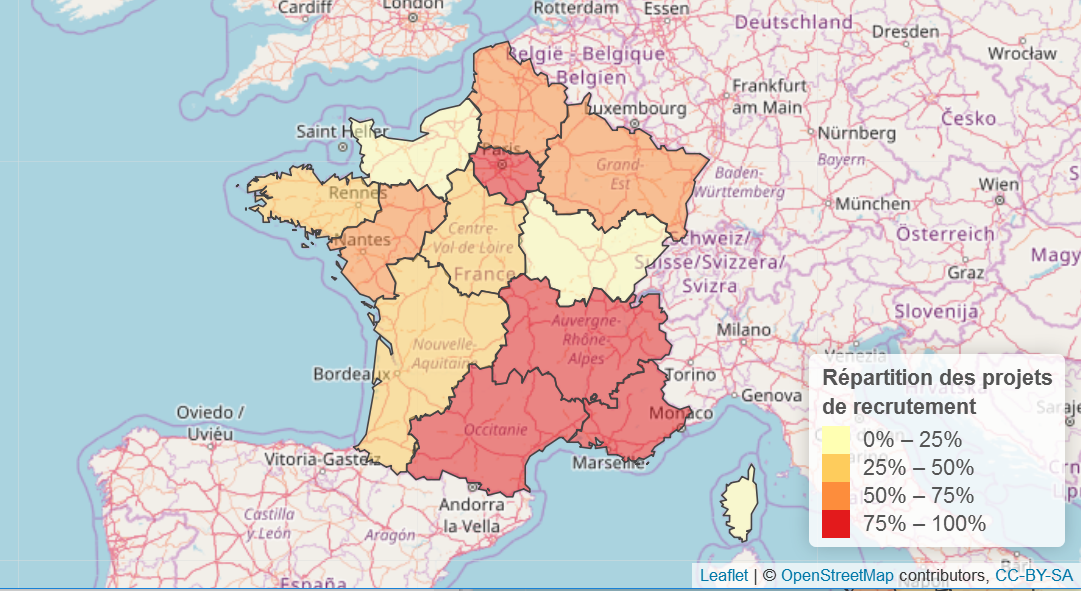 Cardiff
London
Rotterdam
Essen
Deutschland
Dresden
Wrocław
België - Belgique
Belgien
Frankfurt
am Main
Luxembourg
Česko
Saint Helier
Nürnberg
Paris
Grand-
Est
Bayern
Baden-
Württemberg
Rennes
Wien
München
Nantes
Centre-
Val de Loire
Österreich
Schweiz/
Suisse/Svizzera/
Svizra
Magy
France
Graz
Slovenija
Auvergne-
Rhône-
Alpes
Milano
Nouvelle-
Aquitaine
Venezia
Bordeaux
Torino
Répartition des projets
Hrvatska
Genova
de recrutement
Monaco
Oviedo /
Uviéu
Saraje
Occitanie
0% – 25%
Vitoria-Gasteiz
Marseille
25% – 50%
50% – 75%
Andorra
la Vella
Castilla
y León
Aragón
75% – 100%
Bari
España
Napoli
Leaflet | © OpenStreetMap contributors, CC-BY-SA